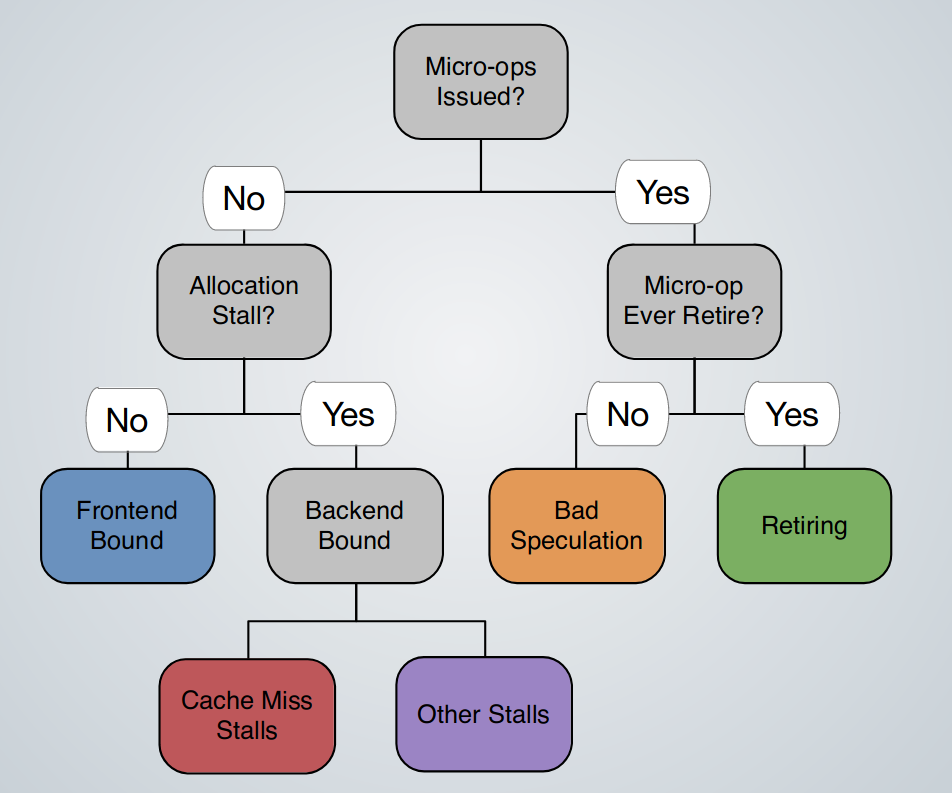 Micro-ops
Issued?
No
Yes
Allocation
Stall?
Micro-op
Ever Retire?
No
Yes
No
Yes
Frontend
Bound
Backend
Bound
Bad
Speculation
Retiring
Cache Miss
Stalls
Other Stalls